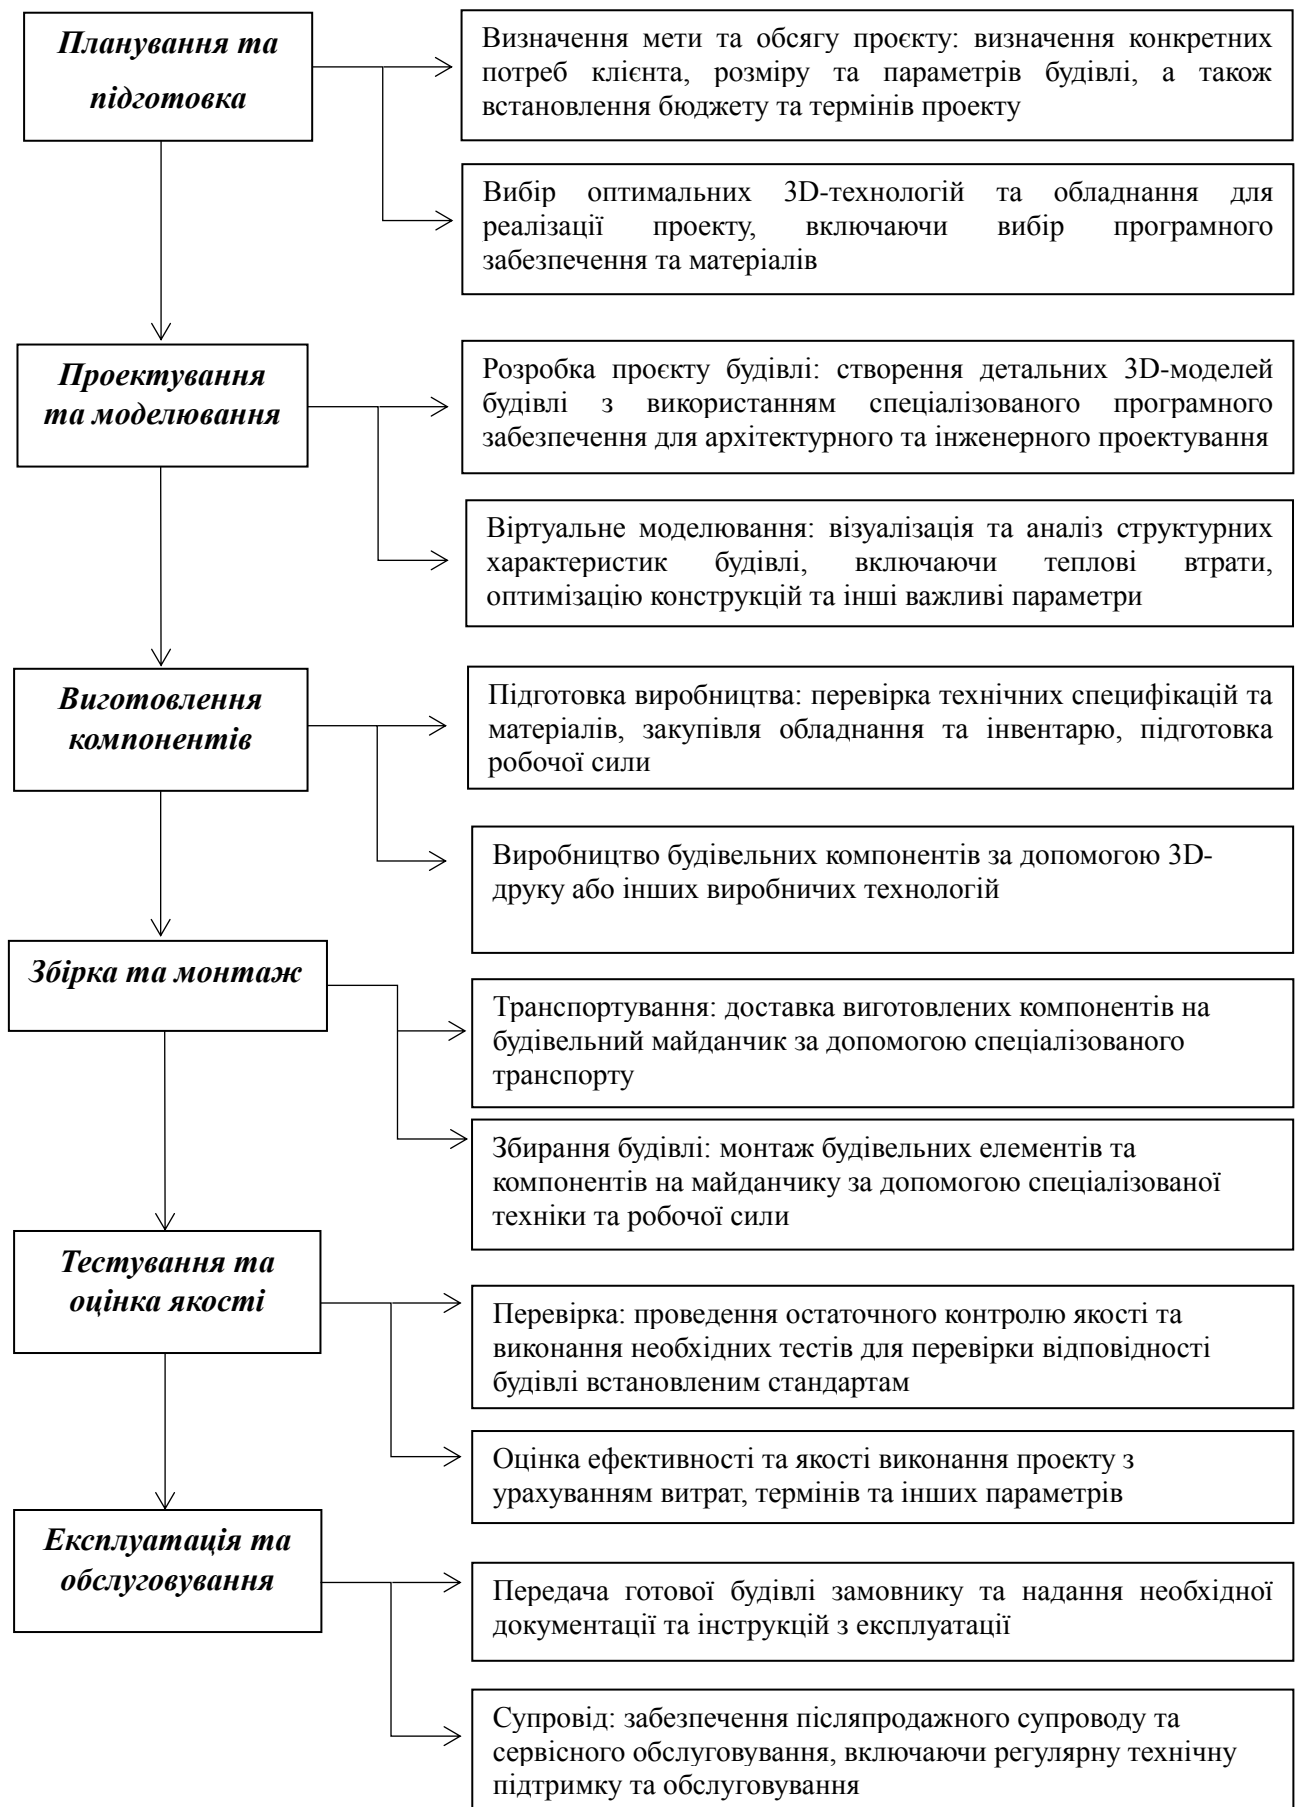 Планування та
підготовка
Визначення мети та обсягу проєкту: визначення конкретних
потреб клієнта, розміру та параметрів будівлі, а також
встановлення бюджету та термінів проекту
Вибір оптимальних 3D-технологій та обладнання для
реалізації проекту, включаючи вибір програмного
забезпечення та матеріалів
Проектування
та моделювання
Розробка проєкту будівлі: створення детальних 3D-моделей
будівлі з використанням спеціалізованого програмного
забезпечення для архітектурного та інженерного проектування
Віртуальне моделювання: візуалізація та аналіз структурних
характеристик будівлі, включаючи теплові втрати,
оптимізацію конструкцій та інші важливі параметри
Виготовлення
компонентів
Підготовка виробництва: перевірка технічних специфікацій та
матеріалів, закупівля обладнання та інвентарю, підготовка
робочої сили
Виробництво будівельних компонентів за допомогою 3D-
друку або інших виробничих технологій
Збірка та монтаж
Транспортування: доставка виготовлених компонентів на
будівельний майданчик за допомогою спеціалізованого
транспорту
Збирання будівлі: монтаж будівельних елементів та
компонентів на майданчику за допомогою спеціалізованої
техніки та робочої сили
Тестування та
оцінка якості
Перевірка: проведення остаточного контролю якості та
виконання необхідних тестів для перевірки відповідності
будівлі встановленим стандартам
Оцінка ефективності та якості виконання проекту з
урахуванням витрат, термінів та інших параметрів
Експлуатація та
обслуговування
Передача готової будівлі замовнику та надання необхідної
документації та інструкцій з експлуатації
Супровід: забезпечення післяпродажного супроводу та
сервісного обслуговування, включаючи регулярну технічну
підтримку та обслуговування